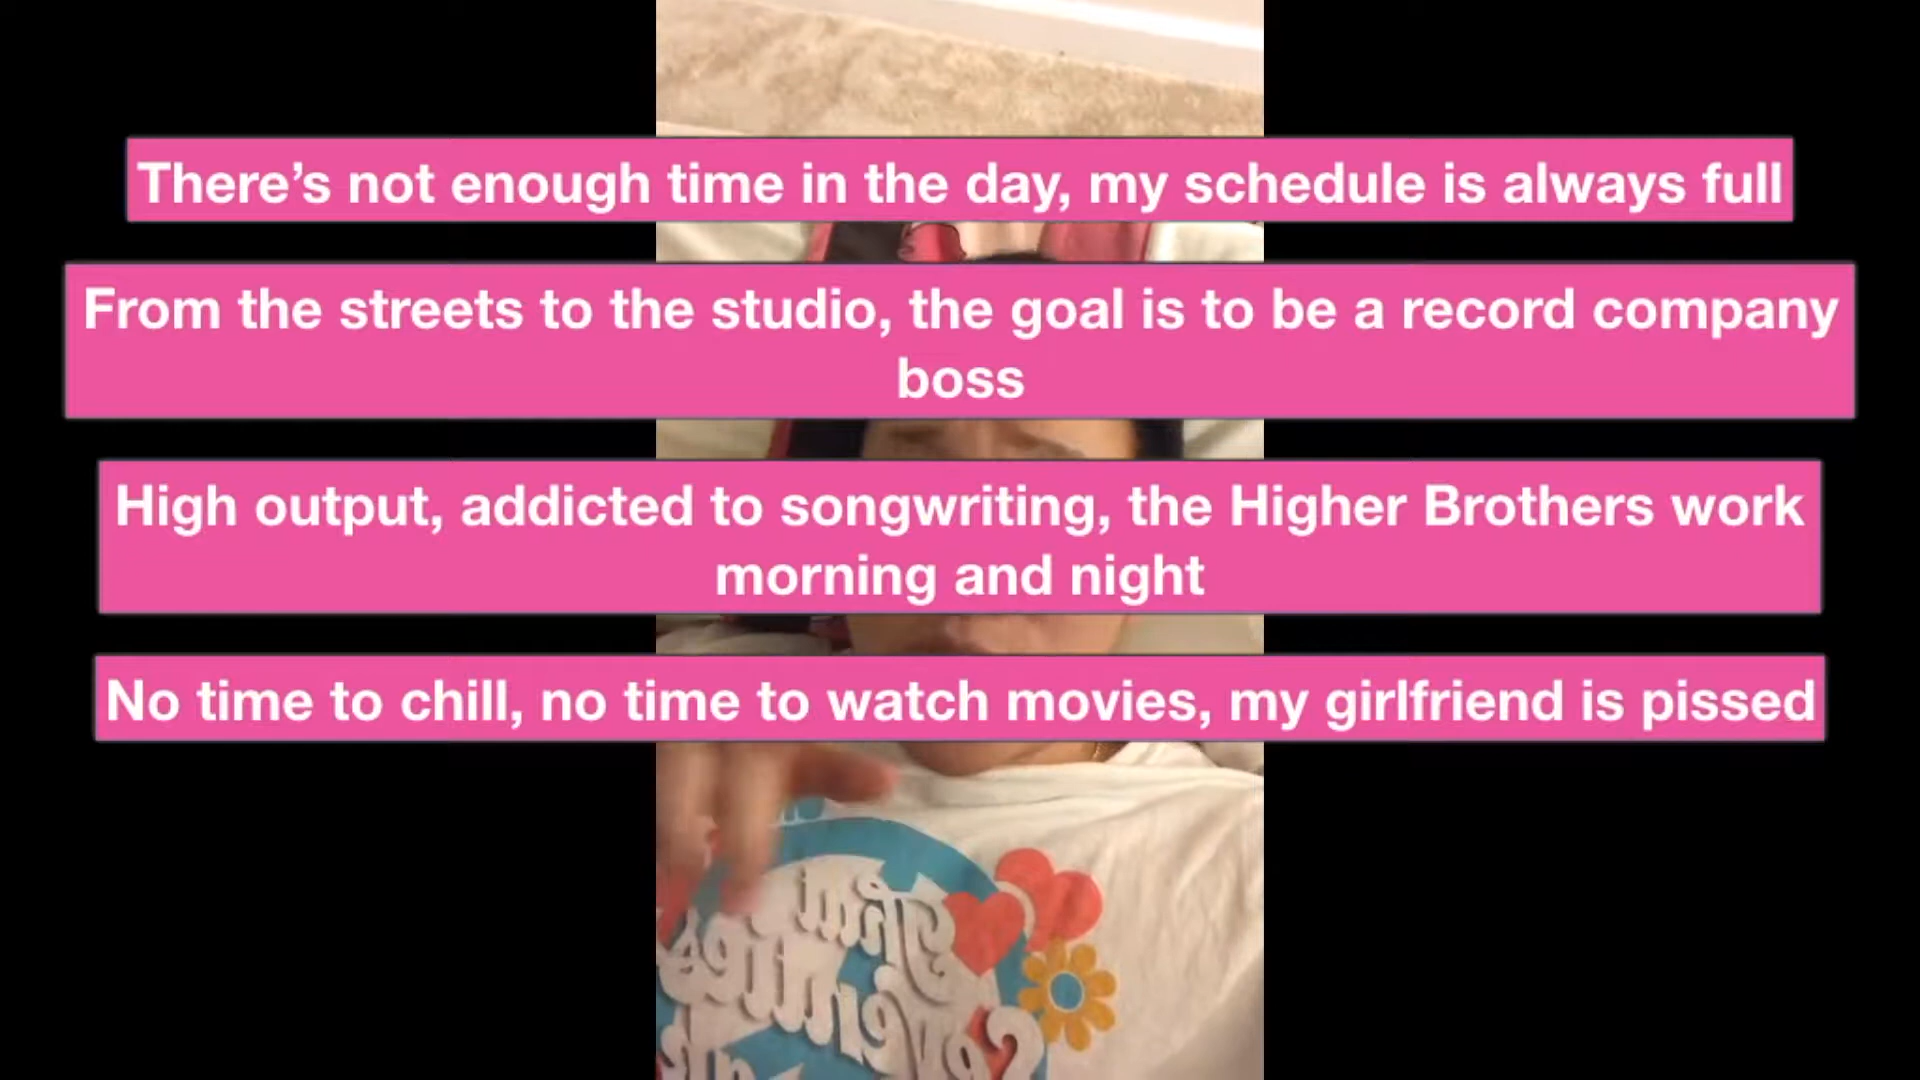 There’s not enough time in the day, my schedule is always full
From the streets to the studio, the goal is to be a record company
boss
High output, addicted to songwriting, the Higher Brothers work
morning and night
No time to chill, no time to watch movies, my girlfriend is pissed
That
Seventies